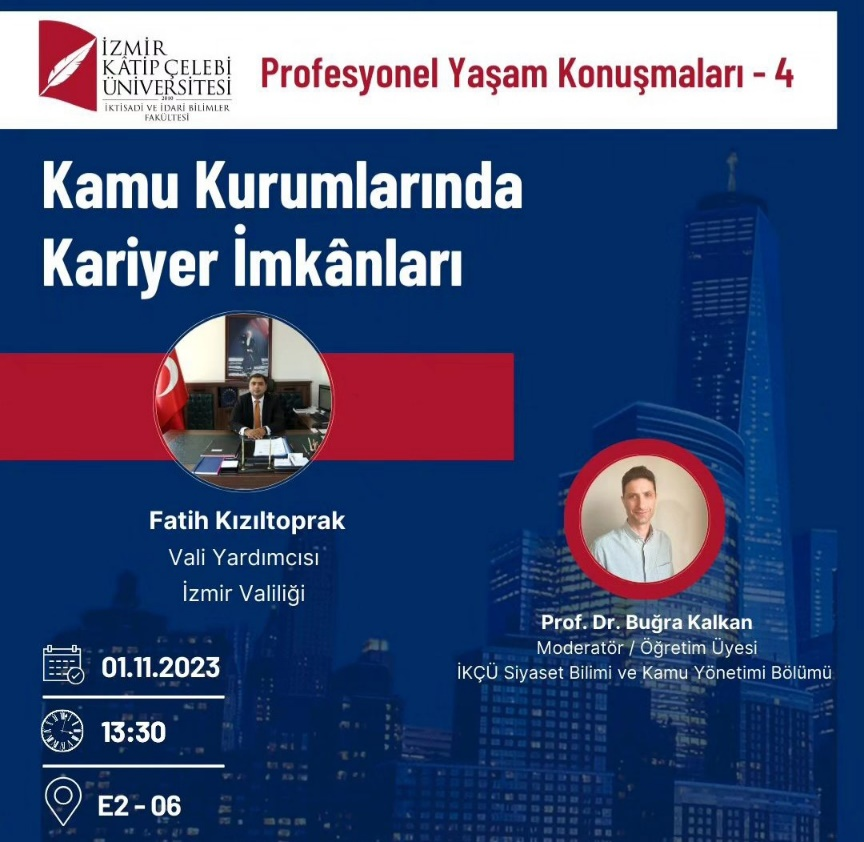 İZMİR
KÂTİP ÇELEBİ
ÜNİVERSİTESİ
2010
İKTİSADİ VE İDARİ BİLİMLER
FAKÜLTESİ
Profesyonel Yaşam Konuşmaları - 4
Kamu Kurumlarında
Kariyer İmkânları
Fatih Kızıltoprak
Vali Yardımcısı
İzmir Valiliği
Prof. Dr. Buğra Kalkan
Moderatör / Öğretim Üyesi
İKÇÜ Siyaset Bilimi ve Kamu Yönetimi Bölümü
01.11.2023
13:30
E2 - 06